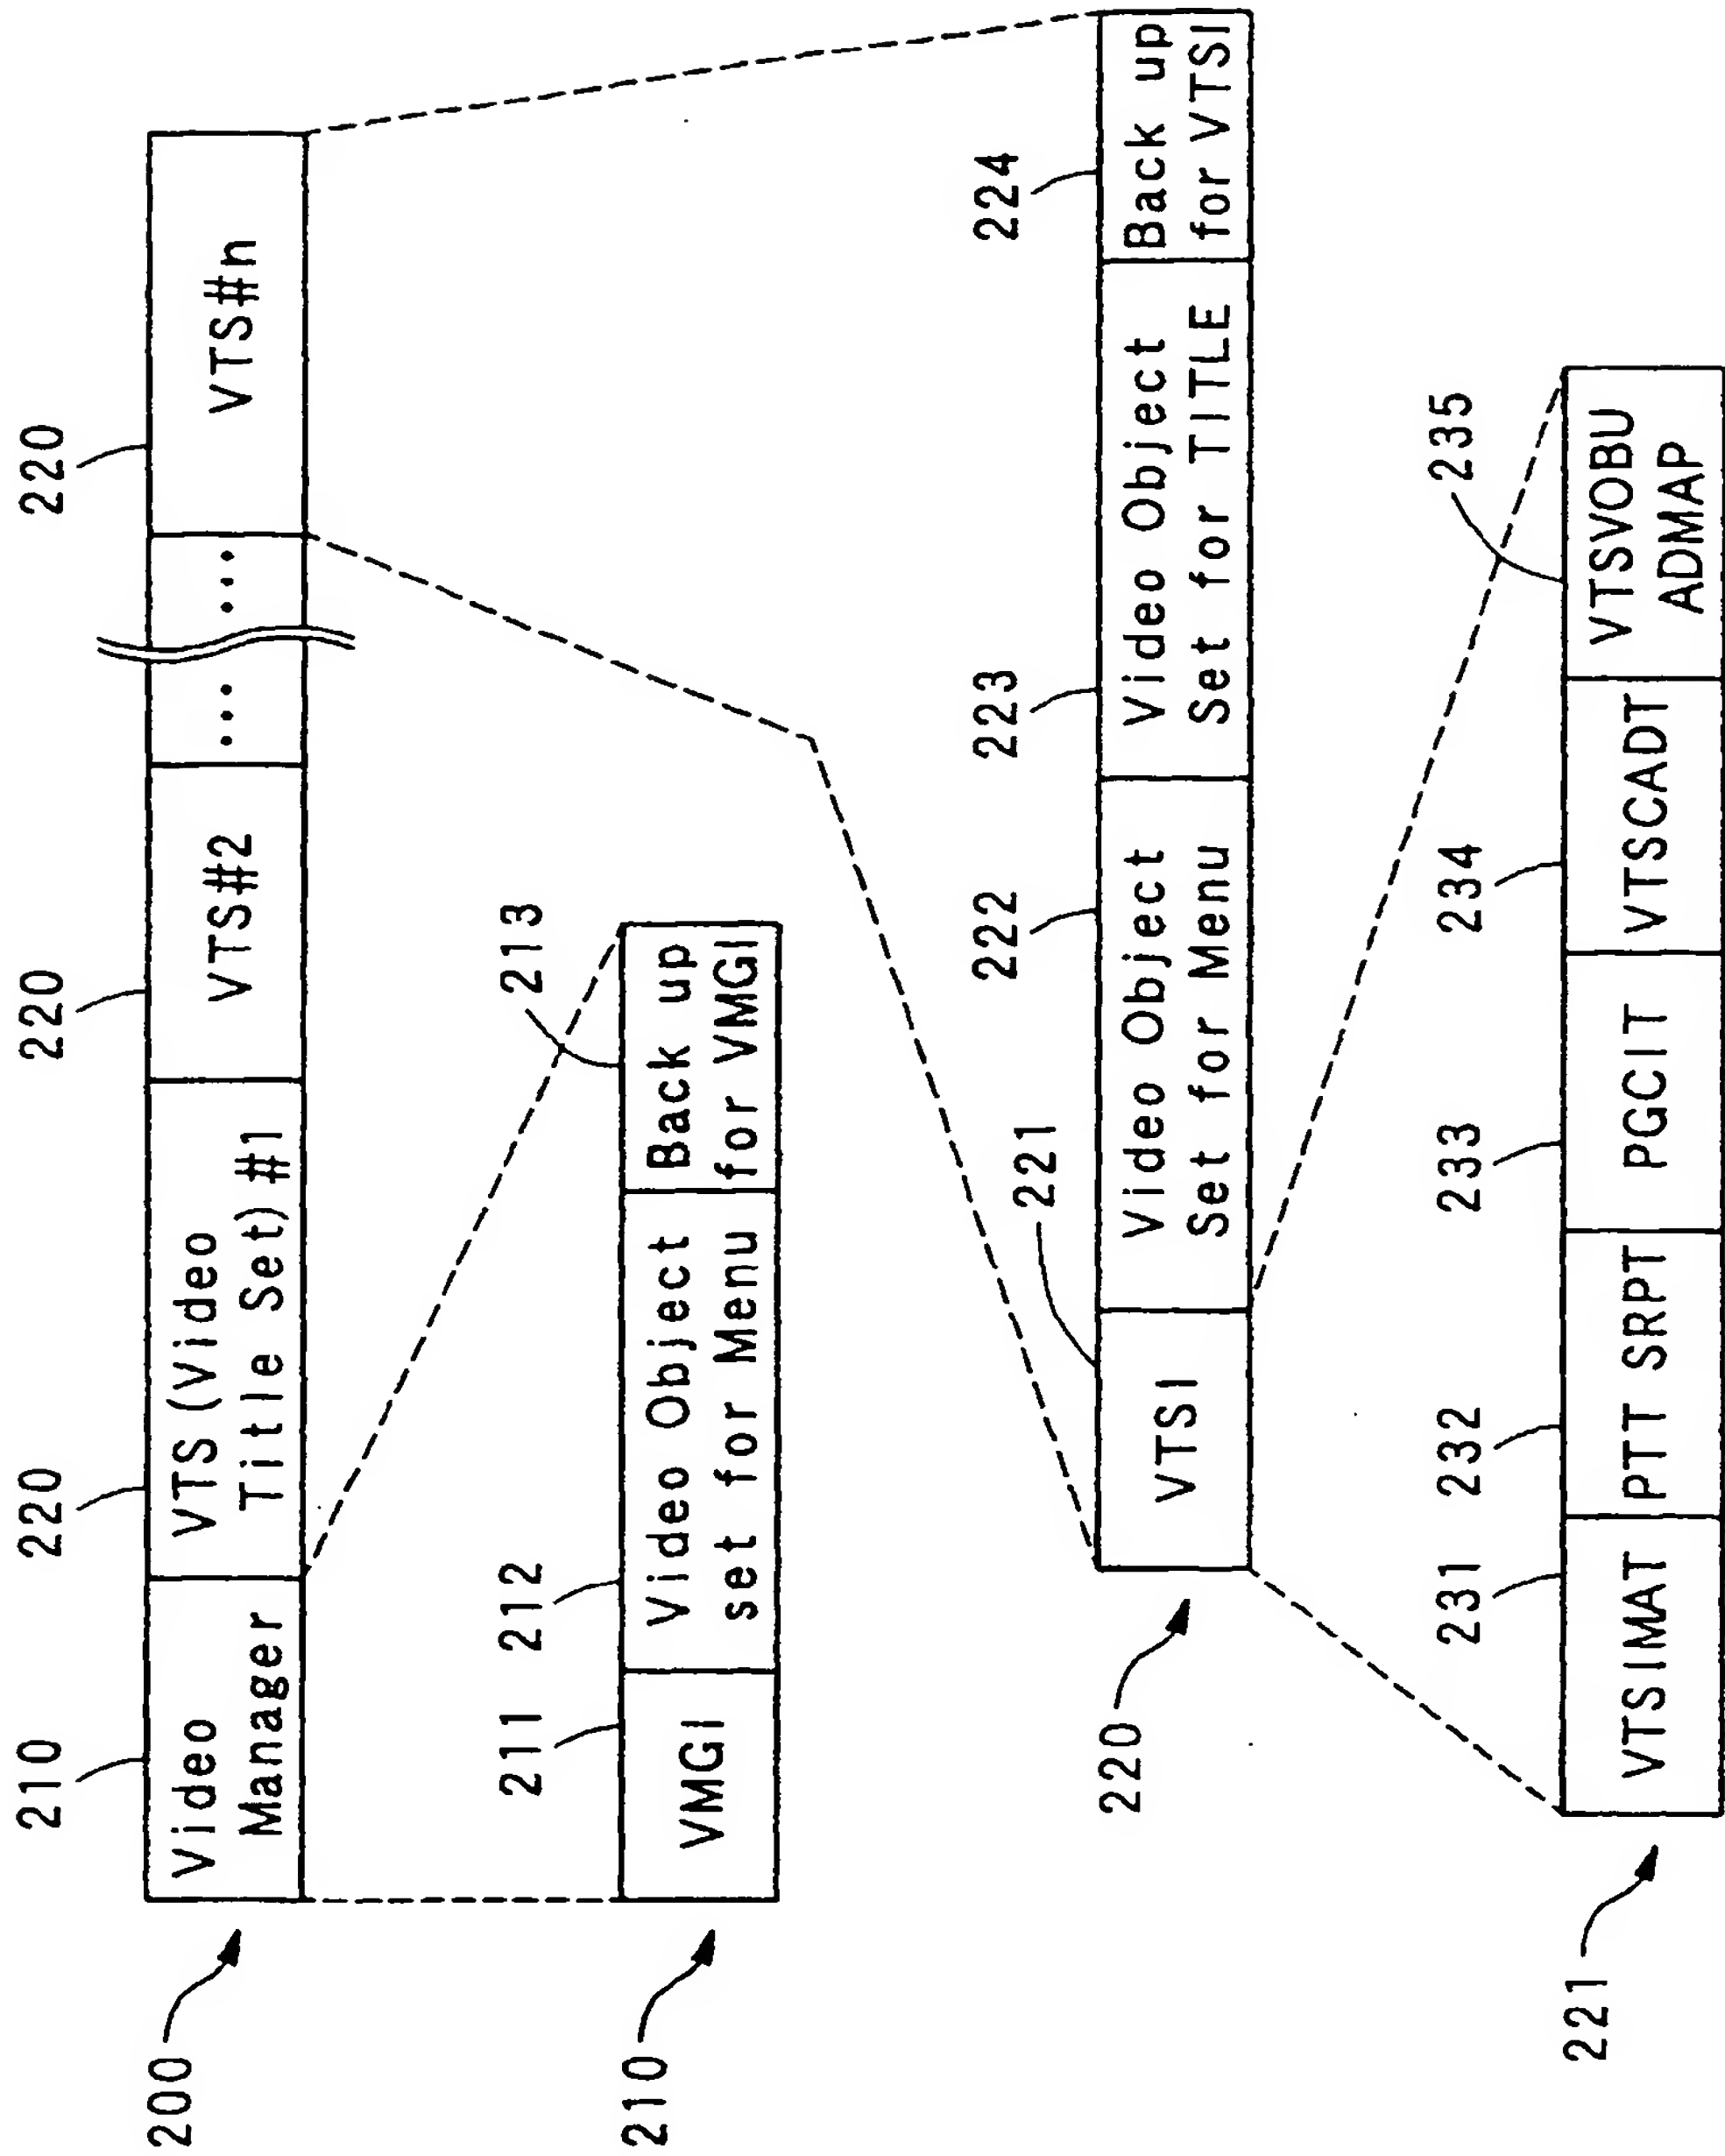 210
220
220
220
200
Video
Manager
VTS (Video
Title Set) #1
VTS#2
...
...
VTS#n
211
212
213
210
VMGI
Video Object
set for Menu
Back up
for VMGI
221
222
223
224
220
VTSI
Video Object
Set for Menu
Video Object
Set for TITLE
Back up
for VTSI
231
232
233
234
235
221
VTSIMAT
PTT SRPT
PGCIT
VTSCADT
VTSVOBU
ADMAP